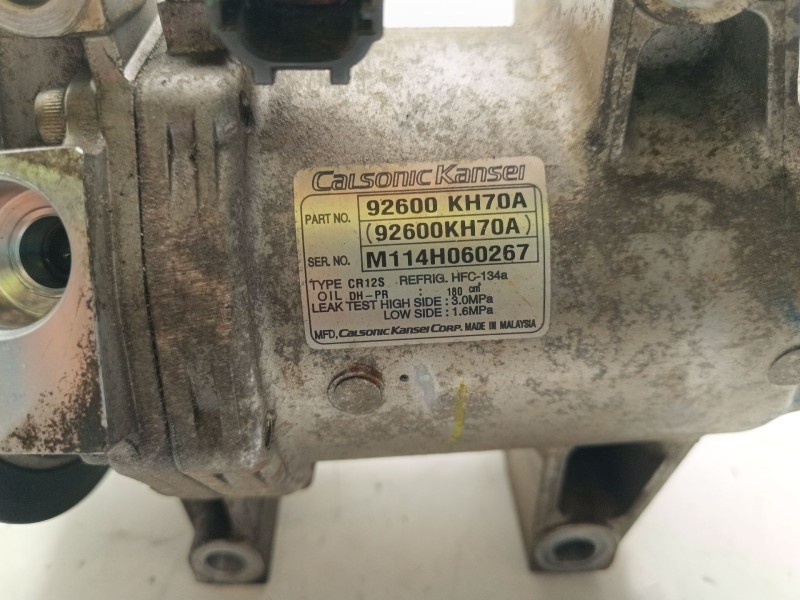 CALSONIC KANSEI
PART NO. 92600 KH70A
(92600KH70A)
SER. NO. M114H060267
TYPE CR12S REFRIG. HFC-134a
OIL DH-PR : 180 cm³
LEAK TEST HIGH SIDE : 3.0MPa
LOW SIDE : 1.6MPa
MFD. CALSONIC KANSEI CORP. MADE IN MALAYSIA